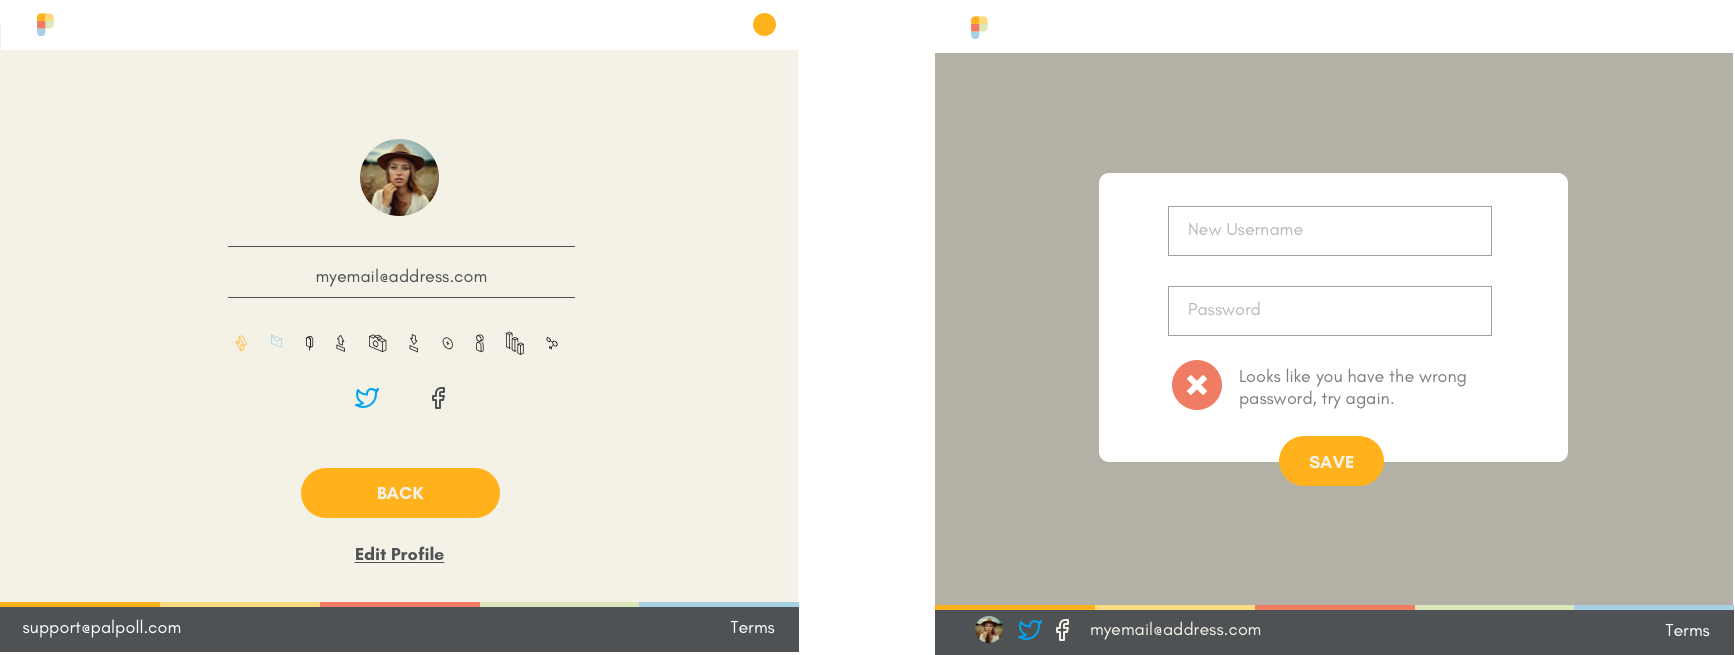 myemail@address.com
BACK
Edit Profile
support@palpoll.com
Terms
New Username
Password
Looks like you have the wrong
password, try again.
SAVE
myemail@address.com
Terms